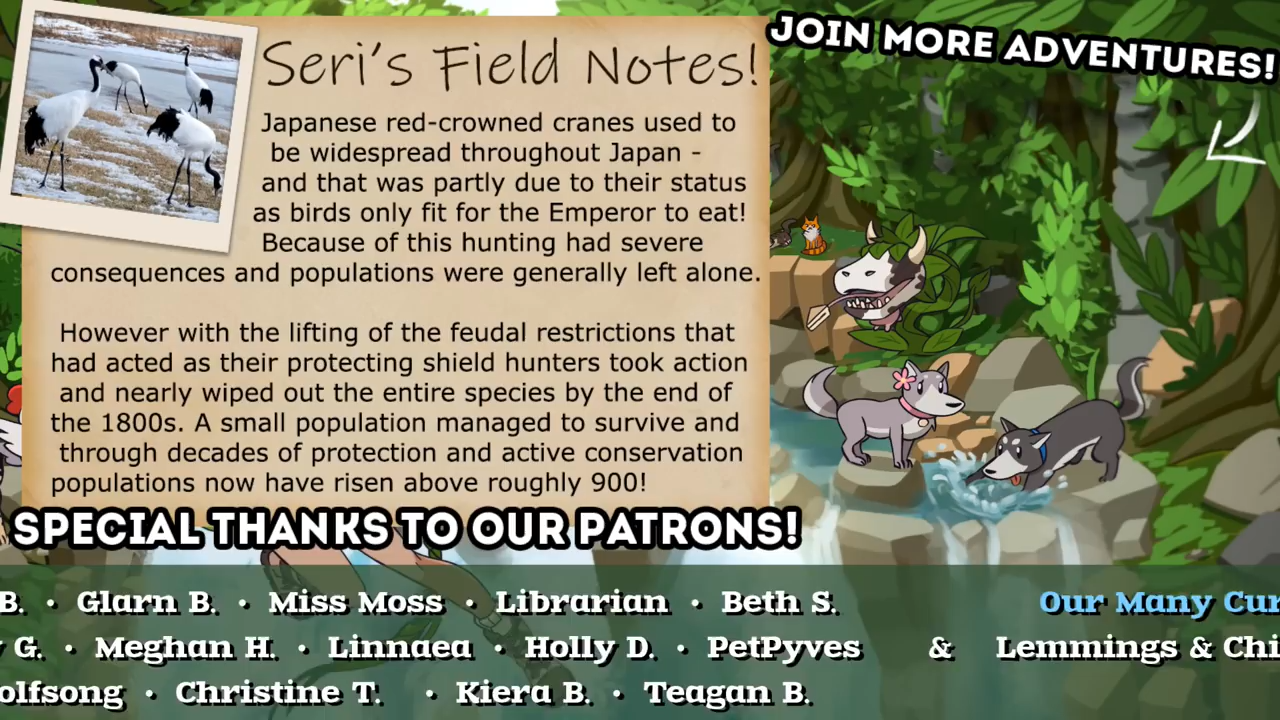 Seri's Field Notes!
JOIN MORE ADVENTURES!
Japanese red-crowned cranes used to
be widespread throughout Japan -
and that was partly due to their status
as birds only fit for the Emperor to eat!
Because of this hunting had severe
consequences and populations were generally left alone.
However with the lifting of the feudal restrictions that
had acted as their protecting shield hunters took action
and nearly wiped out the entire species by the end of
the 1800s. A small population managed to survive and
through decades of protection and active conservation
populations now have risen above roughly 900!
SPECIAL THANKS TO OUR PATRONS!
B. • Glarn B. • Miss Moss • Librarian • Beth S. Our Many Cur
G. • Meghan H. • Linnaea • Holly D. • PetPyves & Lemmings & Chi
olfsong • Christine T. • Kiera B. • Teagan B.